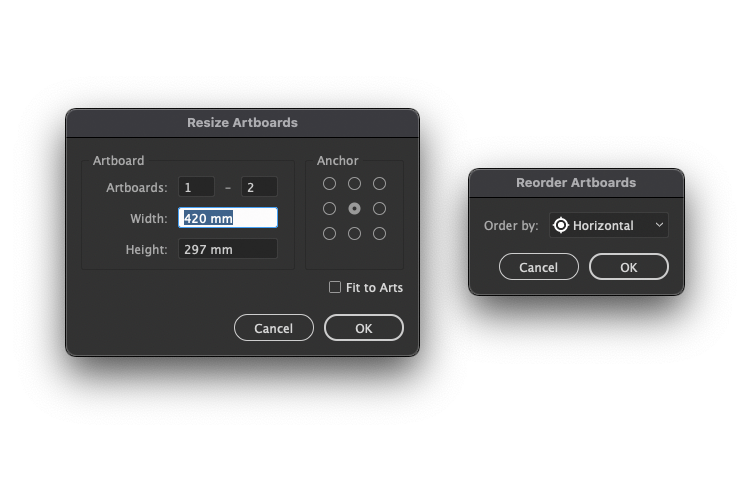 Resize Artboards
Artboard
Artboards: 1 - 2
Width: 420 mm
Height: 297 mm
Anchor
Fit to Arts
Cancel OK
Reorder Artboards
Order by: Horizontal
Cancel OK